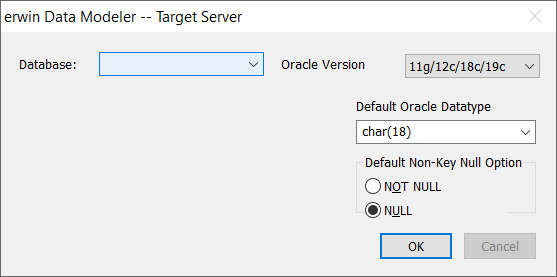 erwin Data Modeler -- Target Server
Database:
Oracle Version
11g/12c/18c/19c
Default Oracle Datatype
char(18)
Default Non-Key Null Option
NOT NULL
NULL
OK
Cancel